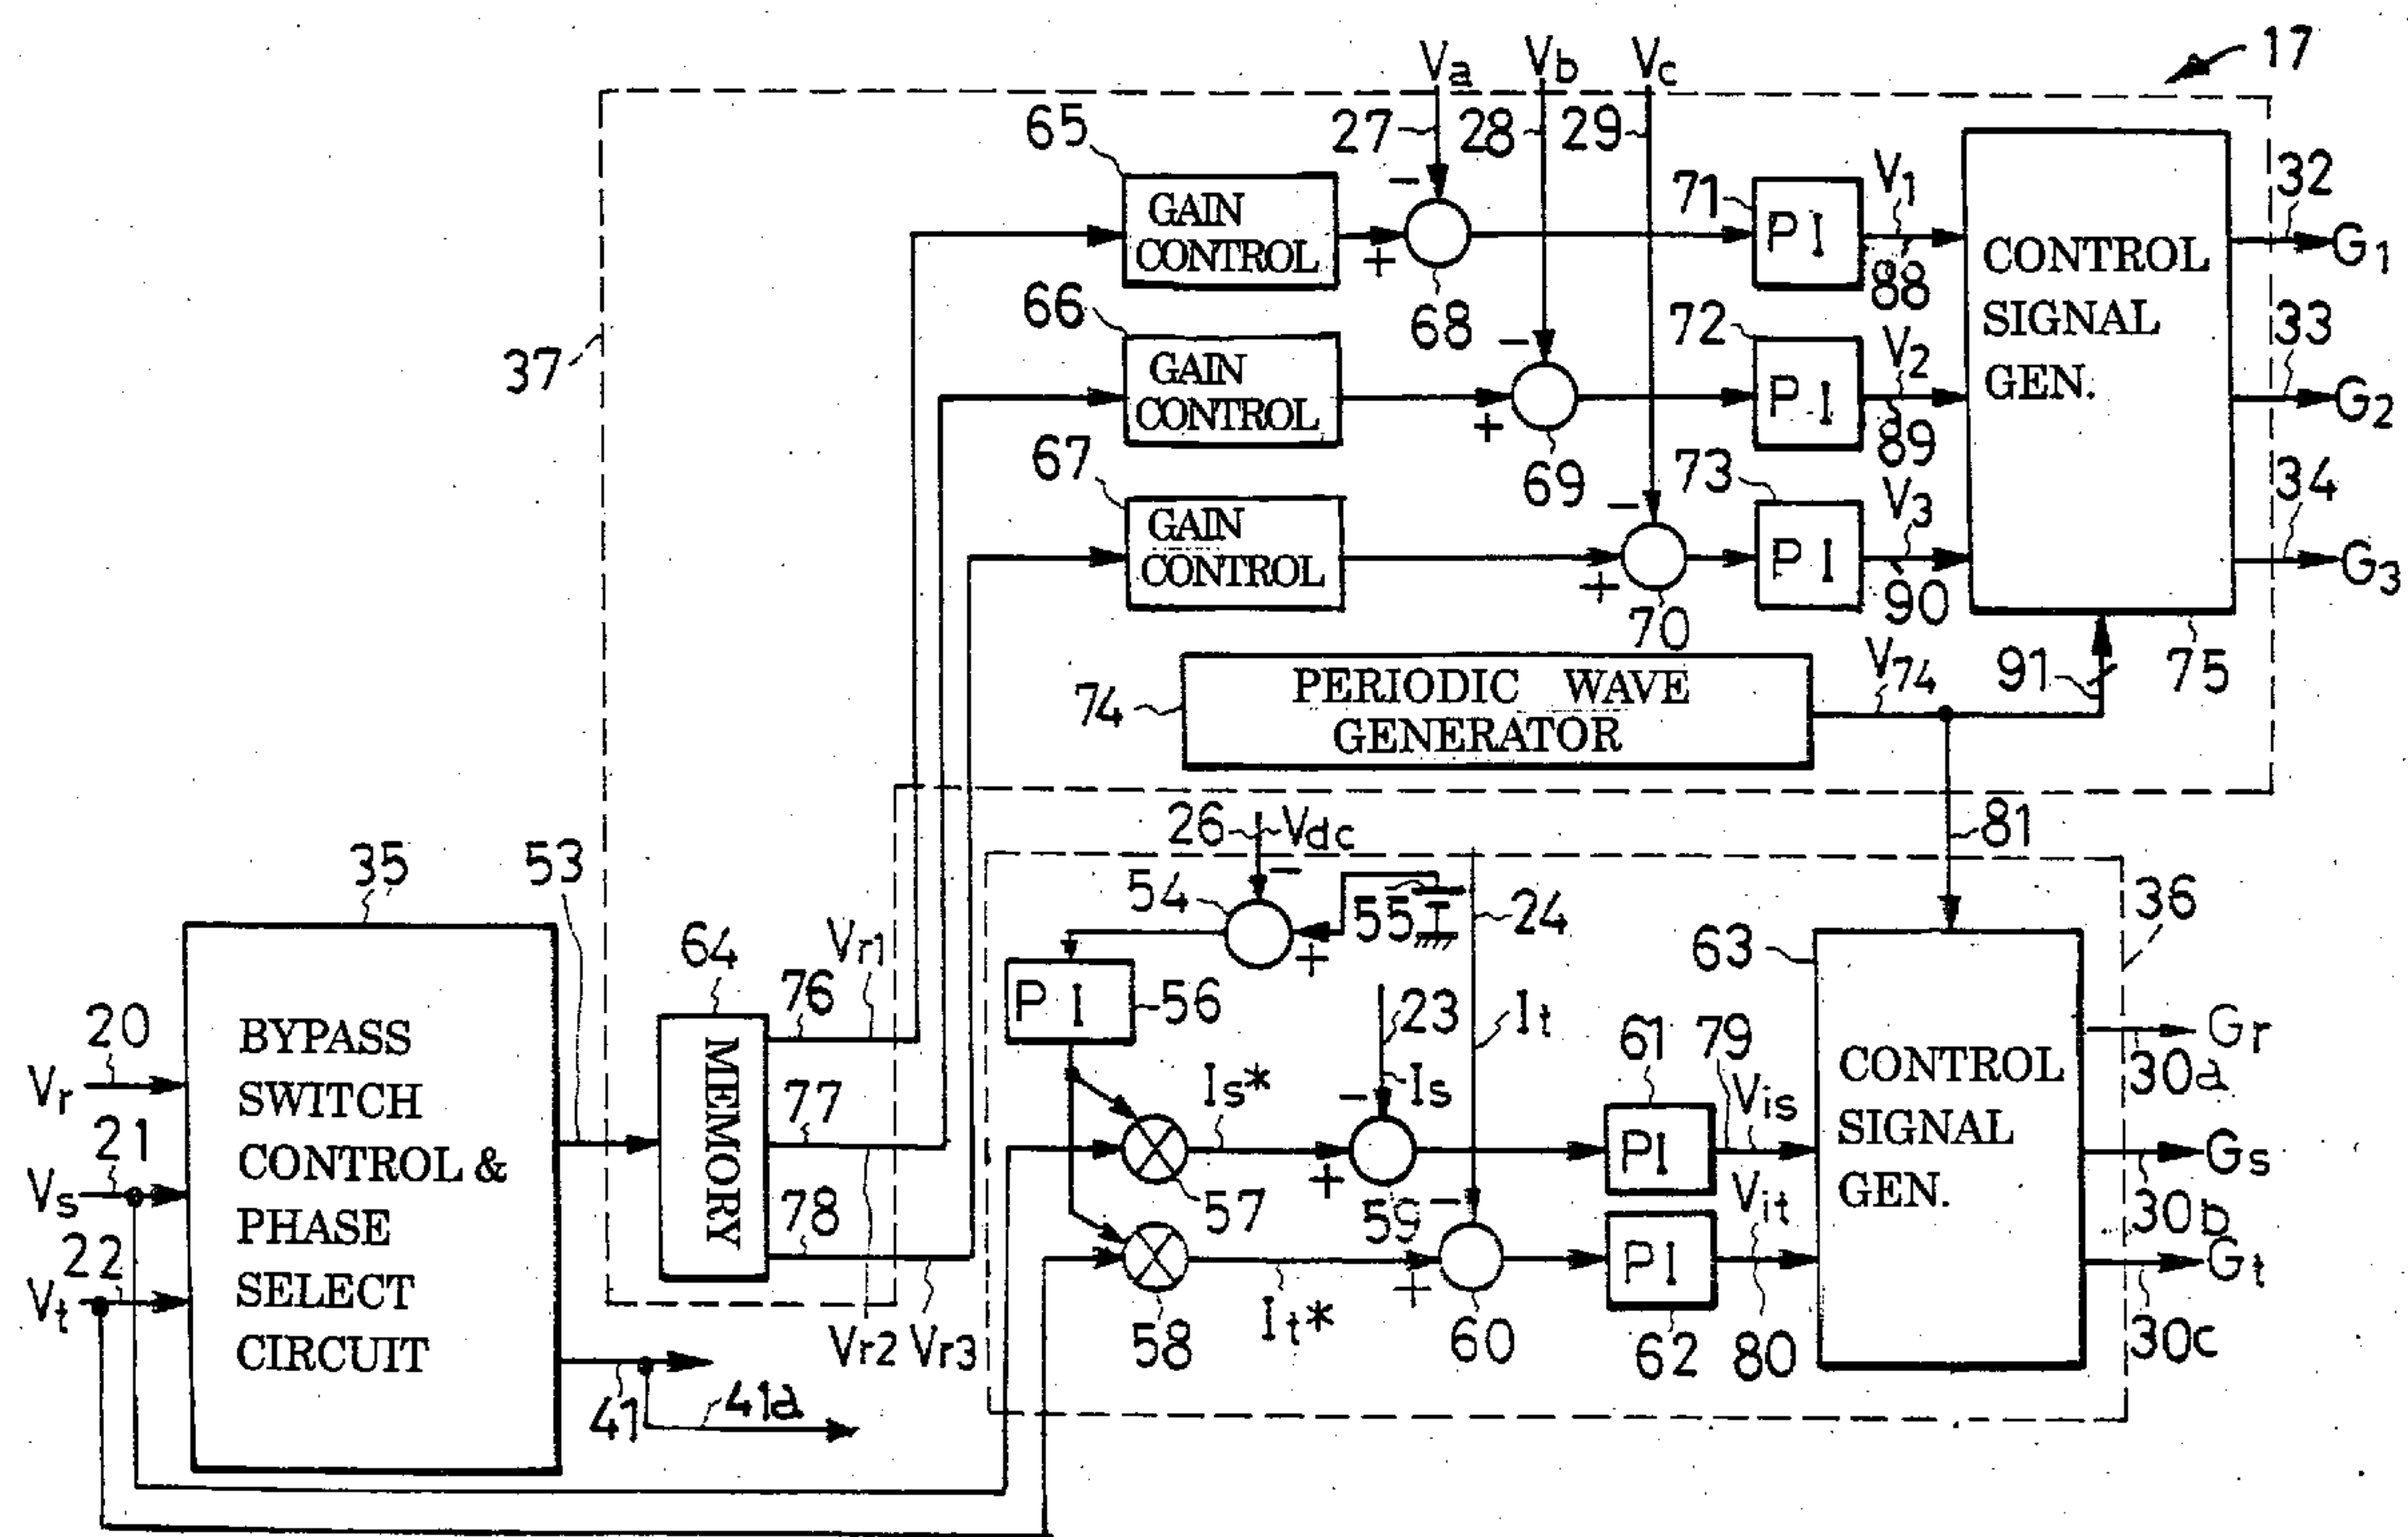 17
Va
Vb
Vc
65
27
28
29
GAIN
CONTROL
-
+
68
71
PI
V1
88
CONTROL
SIGNAL
GEN.
32
G1
37
66
GAIN
CONTROL
-
+
69
72
PI
V2
89
33
G2
67
GAIN
CONTROL
-
+
70
73
PI
V3
90
34
G3
74
PERIODIC WAVE
GENERATOR
V74
91
75
81
26
Vdc
-
54
+
55
24
36
35
53
64
Vr1
PI
56
23
It
63
76
MEMORY
77
78
Vr2
Vr3
20
Vr
21
Vs
22
Vt
BYPASS
SWITCH
CONTROL &
PHASE
SELECT
CIRCUIT
41
41a
Is*
57
-
Is
+
59
61
PI
79
Vis
CONTROL
SIGNAL
GEN.
Gr
30a
Gs
30b
Gt
30c
58
It*
-
+
60
PI
62
Vit
80